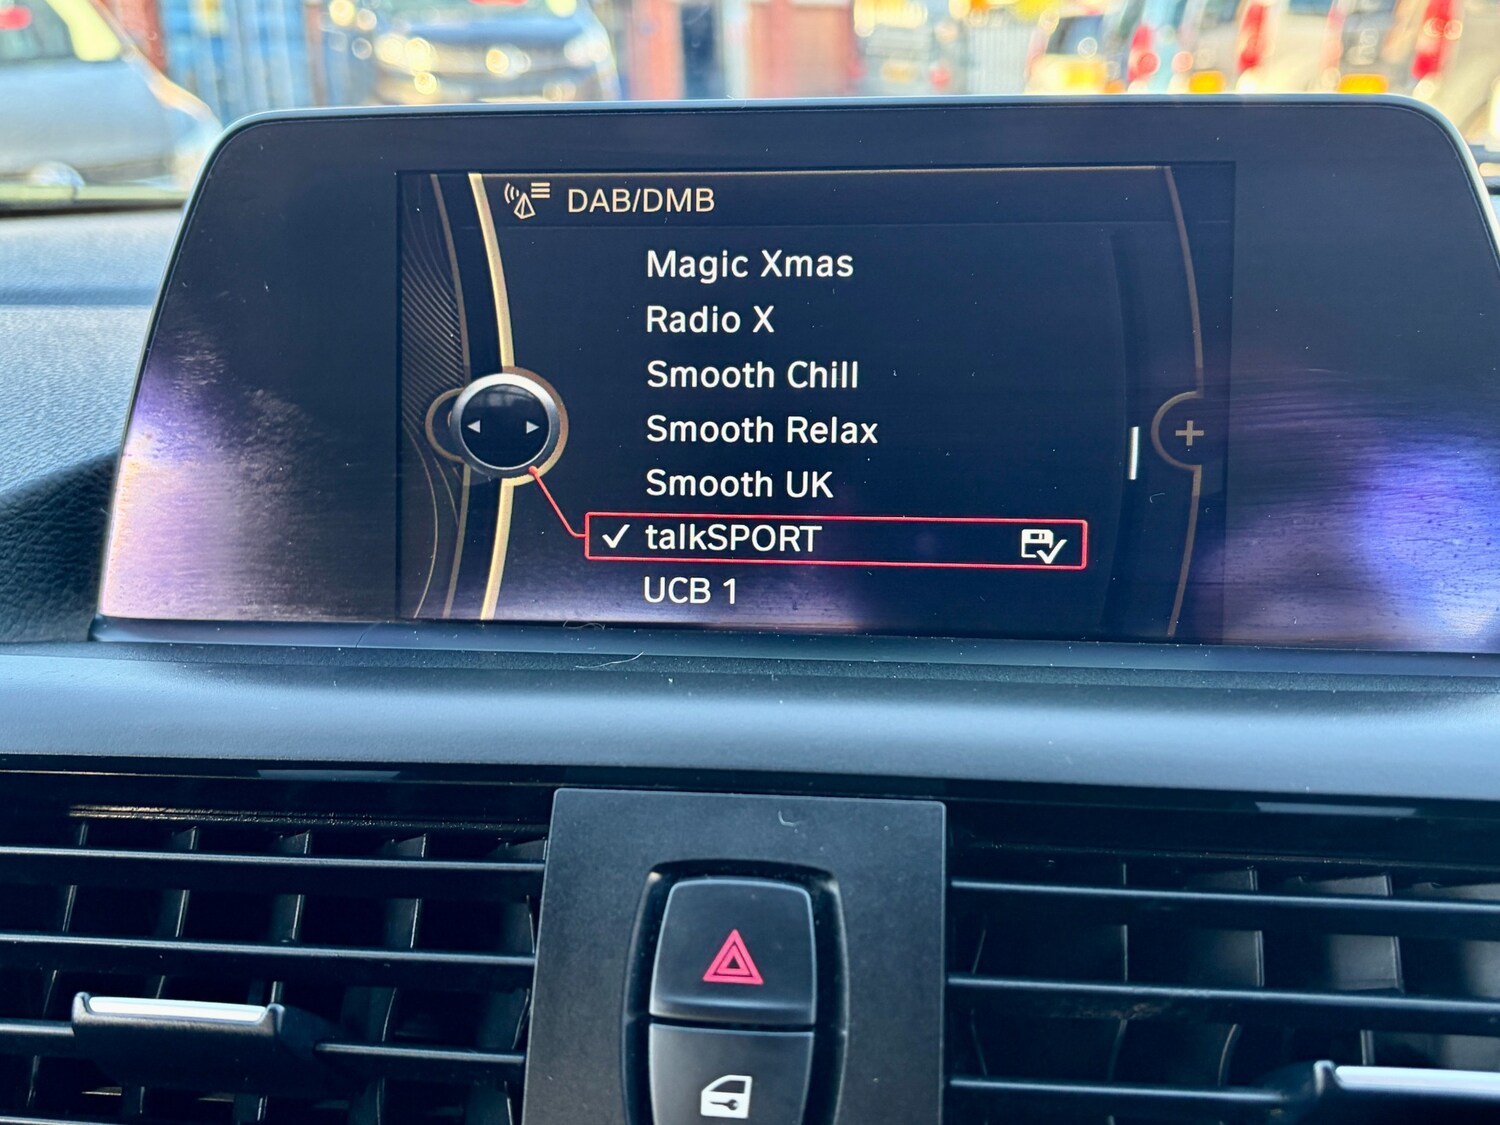 DAB/DMB
Magic Xmas
Radio X
Smooth Chill
Smooth Relax
Smooth UK
talkSPORT
UCB 1